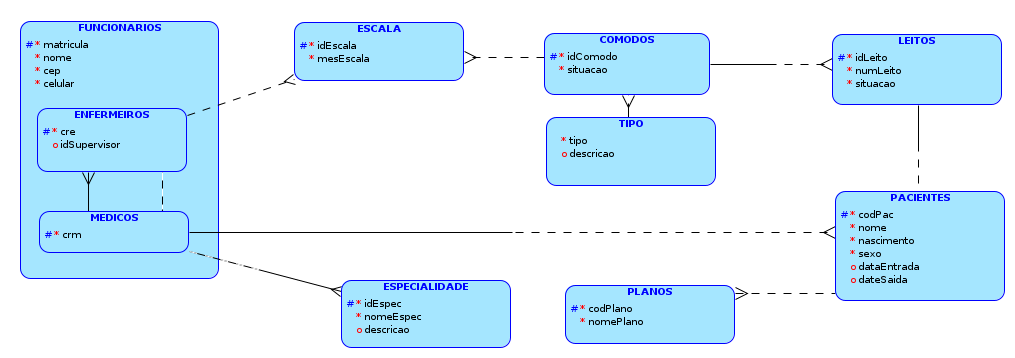 FUNCIONARIOS
# * matricula
* nome
* cep
* celular
ENFERMEIROS
# * cre
o idSupervisor
MEDICOS
# * crm
ESCALA
# * idEscala
* mesEscala
COMODOS
# * idComodo
* situacao
TIPO
* tipo
o descricao
LEITOS
# * idLeito
* numLeito
* situacao
PACIENTES
# * codPac
* nome
* nascimento
* sexo
o dataEntrada
o dateSaida
ESPECIALIDADE
# * idEspec
* nomeEspec
o descricao
PLANOS
# * codPlano
* nomePlano